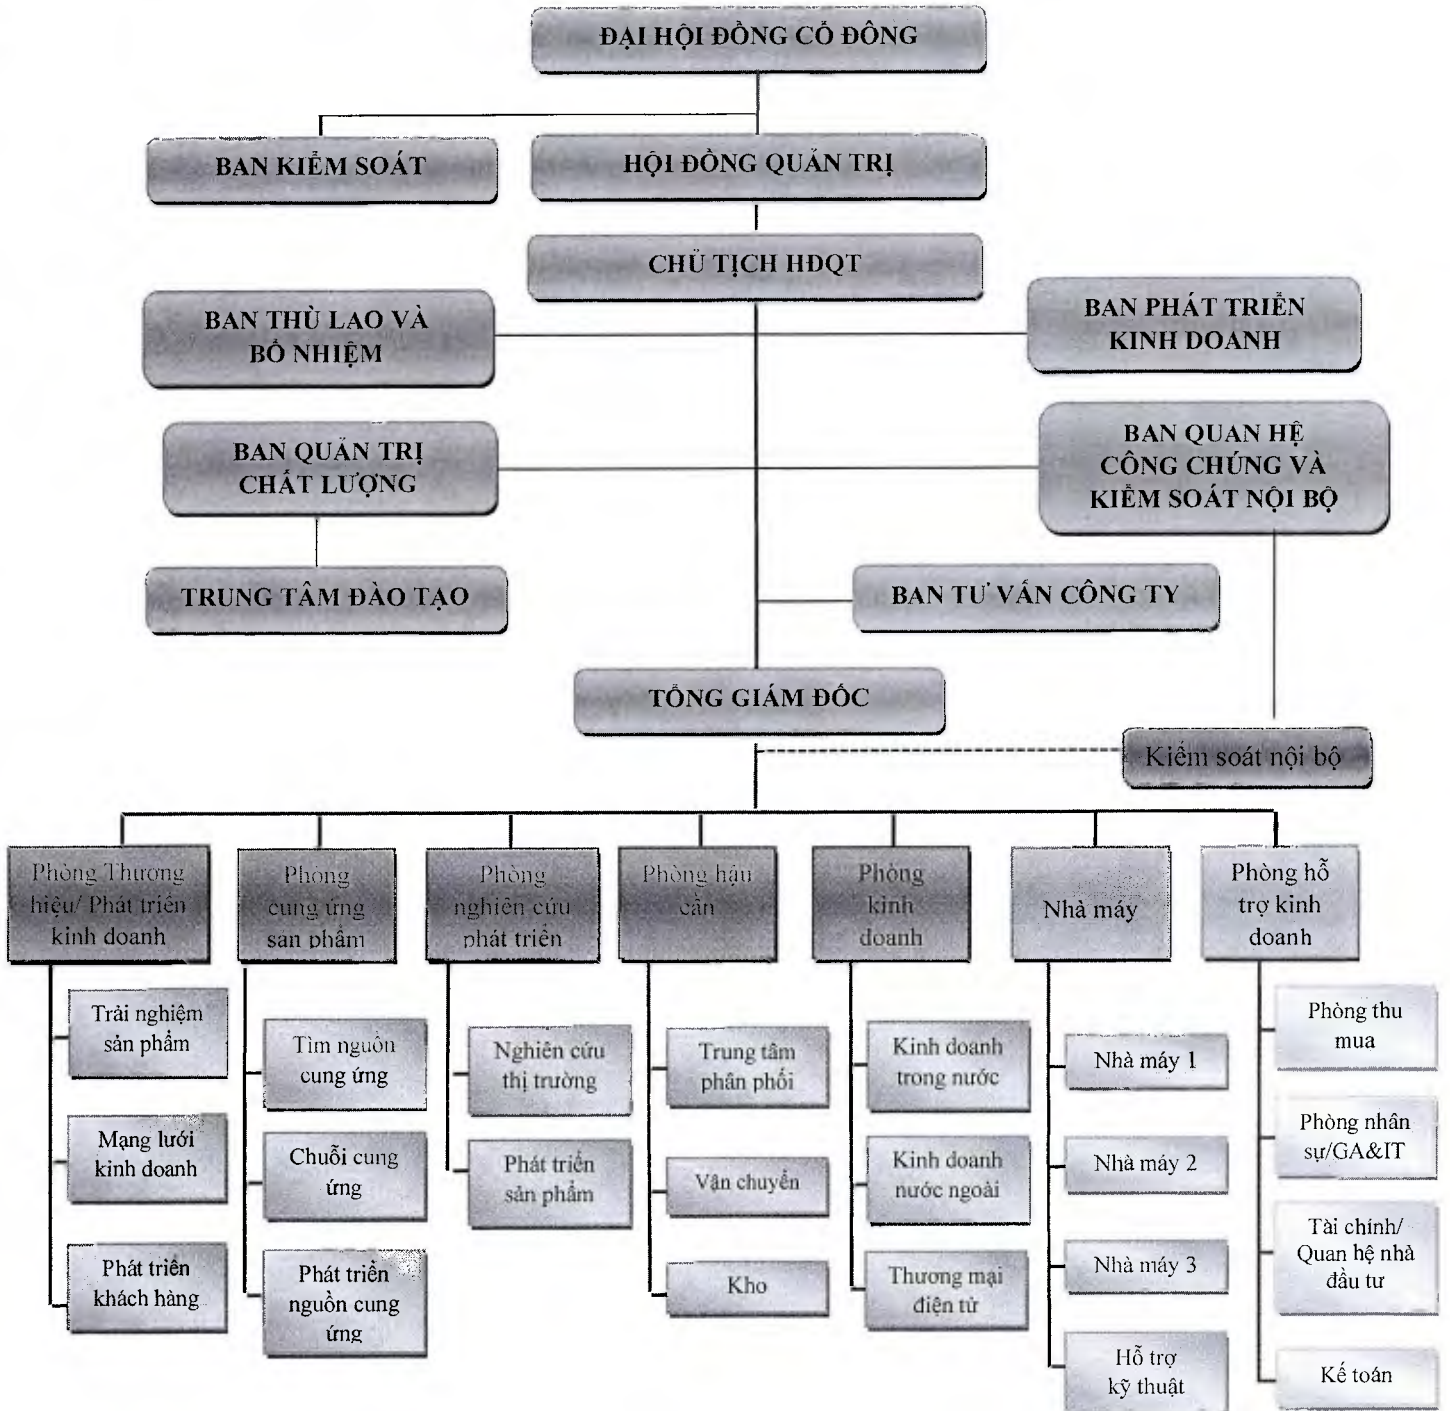 ĐẠI HỘI ĐỒNG CỔ ĐÔNG
BAN KIỂM SOÁT
HỘI ĐỒNG QUẢN TRỊ
CHỦ TỊCH HĐQT
BAN THÙ LAO VÀ
BỔ NHIỆM
BAN PHÁT TRIỂN
KINH DOANH
BAN QUẢN TRỊ
CHẤT LƯỢNG
BAN QUAN HỆ
CÔNG CHÚNG VÀ
KIỂM SOÁT NỘI BỘ
TRUNG TÂM ĐÀO TẠO
BAN TƯ VẤN CÔNG TY
TỔNG GIÁM ĐỐC
Kiểm soát nội bộ
Phòng Thương
hiệu/ Phát triển
kinh doanh
Phòng
cung ứng
sản phẩm
Phòng
nghiên cứu
phát triển
Phòng hậu
cần
Phòng
kinh
doanh
Nhà máy
Phòng hỗ
trợ kinh
doanh
Trải nghiệm
sản phẩm
Mạng lưới
kinh doanh
Phát triển
khách hàng
Tìm nguồn
cung ứng
Chuỗi cung
ứng
Phát triển
nguồn cung
ứng
Nghiên cứu
thị trường
Phát triển
sản phẩm
Trung tâm
phân phối
Vận chuyển
Kho
Kinh doanh
trong nước
Kinh doanh
nước ngoài
Thương mại
điện tử
Nhà máy 1
Nhà máy 2
Nhà máy 3
Hỗ trợ
kỹ thuật
Phòng thu
mua
Phòng nhân
sự/GA&IT
Tài chính/
Quan hệ nhà
đầu tư
Kế toán